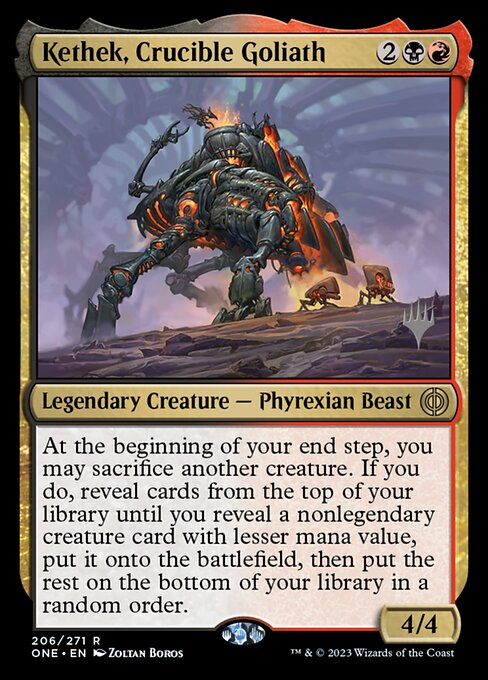 Kethek, Crucible Goliath 2
Legendary Creature — Phyrexian Beast
At the beginning of your end step, you
may sacrifice another creature. If you
do, reveal cards from the top of your
library until you reveal a nonlegendary
creature card with lesser mana value,
put it onto the battlefield, then put the
rest on the bottom of your library in a
random order.
4/4
206/271 R
ONE • EN Zoltan Boros
™ & © 2023 Wizards of the Coast